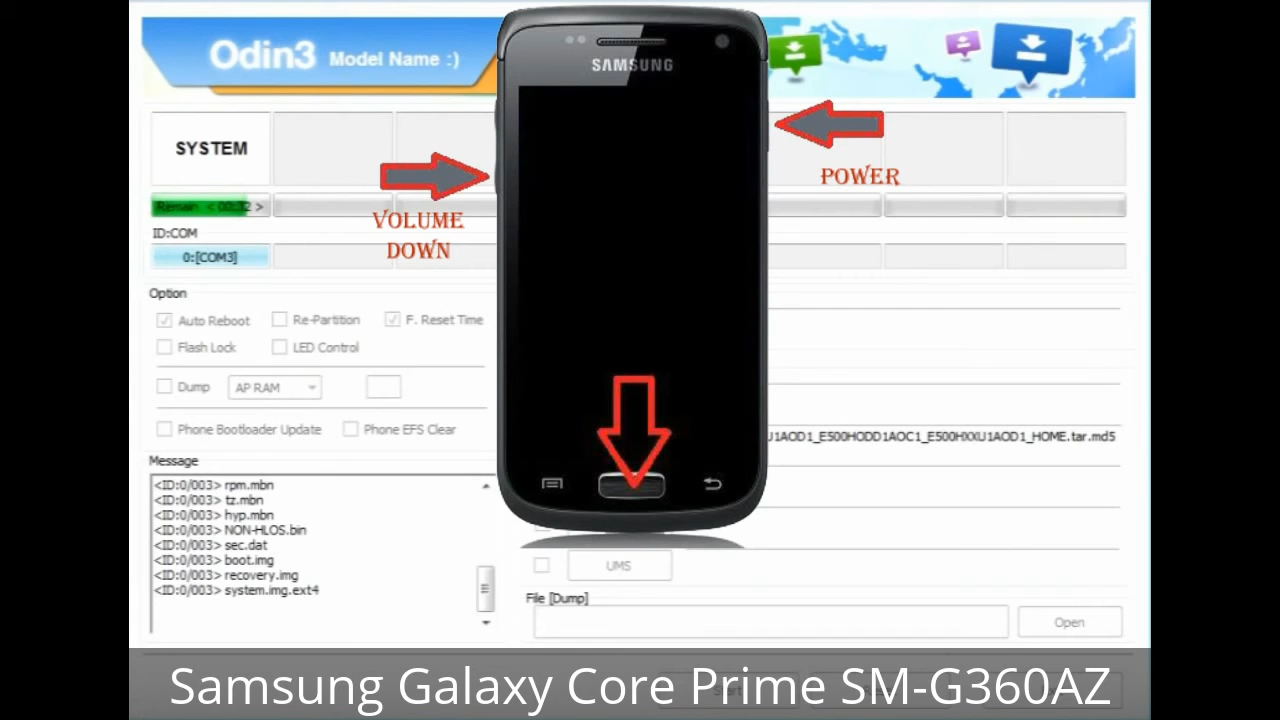 Odin3 Model Name :)
SAMSUNG
SYSTEM
POWER
Remain < 00:32 >
VOLUME
DOWN
ID:COM
0:[COM3]
Option
Auto Reboot
Re-Partition
F. Reset Time
Flash Lock
LED Control
Dump
AP RAM
U1AOD1_E500HODD1AOC1_E500HXXU1AOD1_HOME.tar.md5
Phone Bootloader Update
Phone EFS Clear
Message
<ID:0/003> rpm.mbn
<ID:0/003> tz.mbn
<ID:0/003> hyp.mbn
<ID:0/003> NON-HLOS.bin
<ID:0/003> sec.dat
<ID:0/003> boot.img
<ID:0/003> recovery.img
<ID:0/003> system.img.ext4
UMS
File [Dump]
Open
Samsung Galaxy Core Prime SM-G360AZ